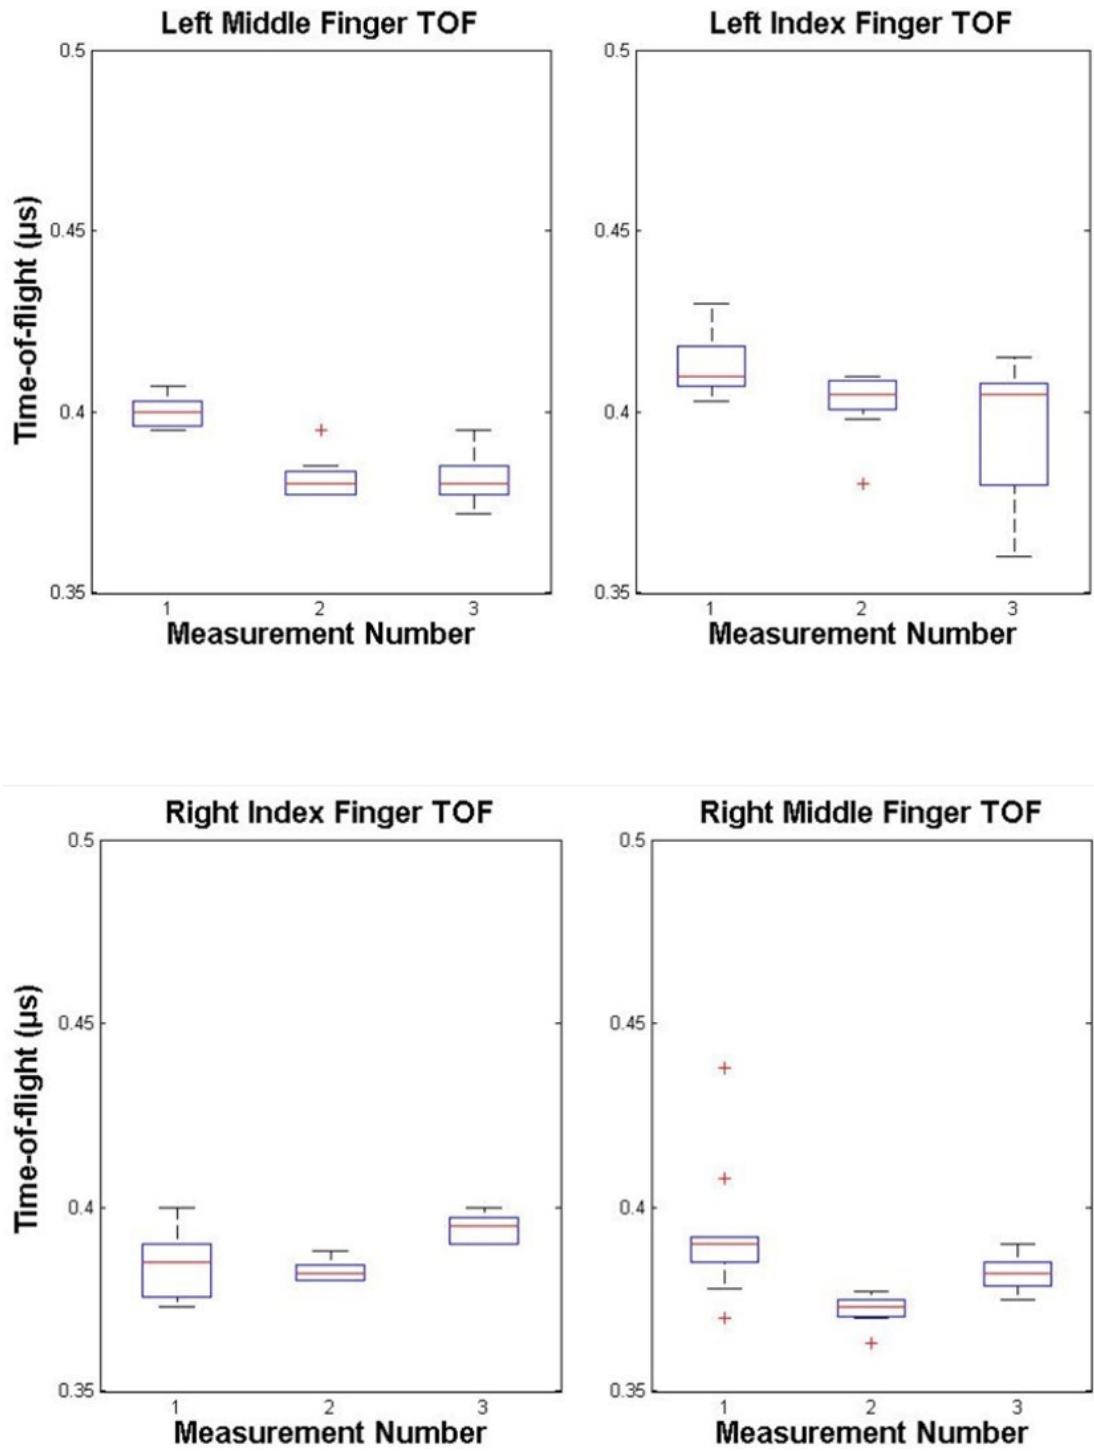 Left Middle Finger TOF
Left Index Finger TOF
Time-of-flight (µs)
0.5
0.45
0.4
0.35
1 2 3
Measurement Number
0.5
0.45
0.4
0.35
1 2 3
Measurement Number
Right Index Finger TOF
Right Middle Finger TOF
Time-of-flight (µs)
0.5
0.45
0.4
0.35
1 2 3
Measurement Number
0.5
0.45
0.4
0.35
1 2 3
Measurement Number